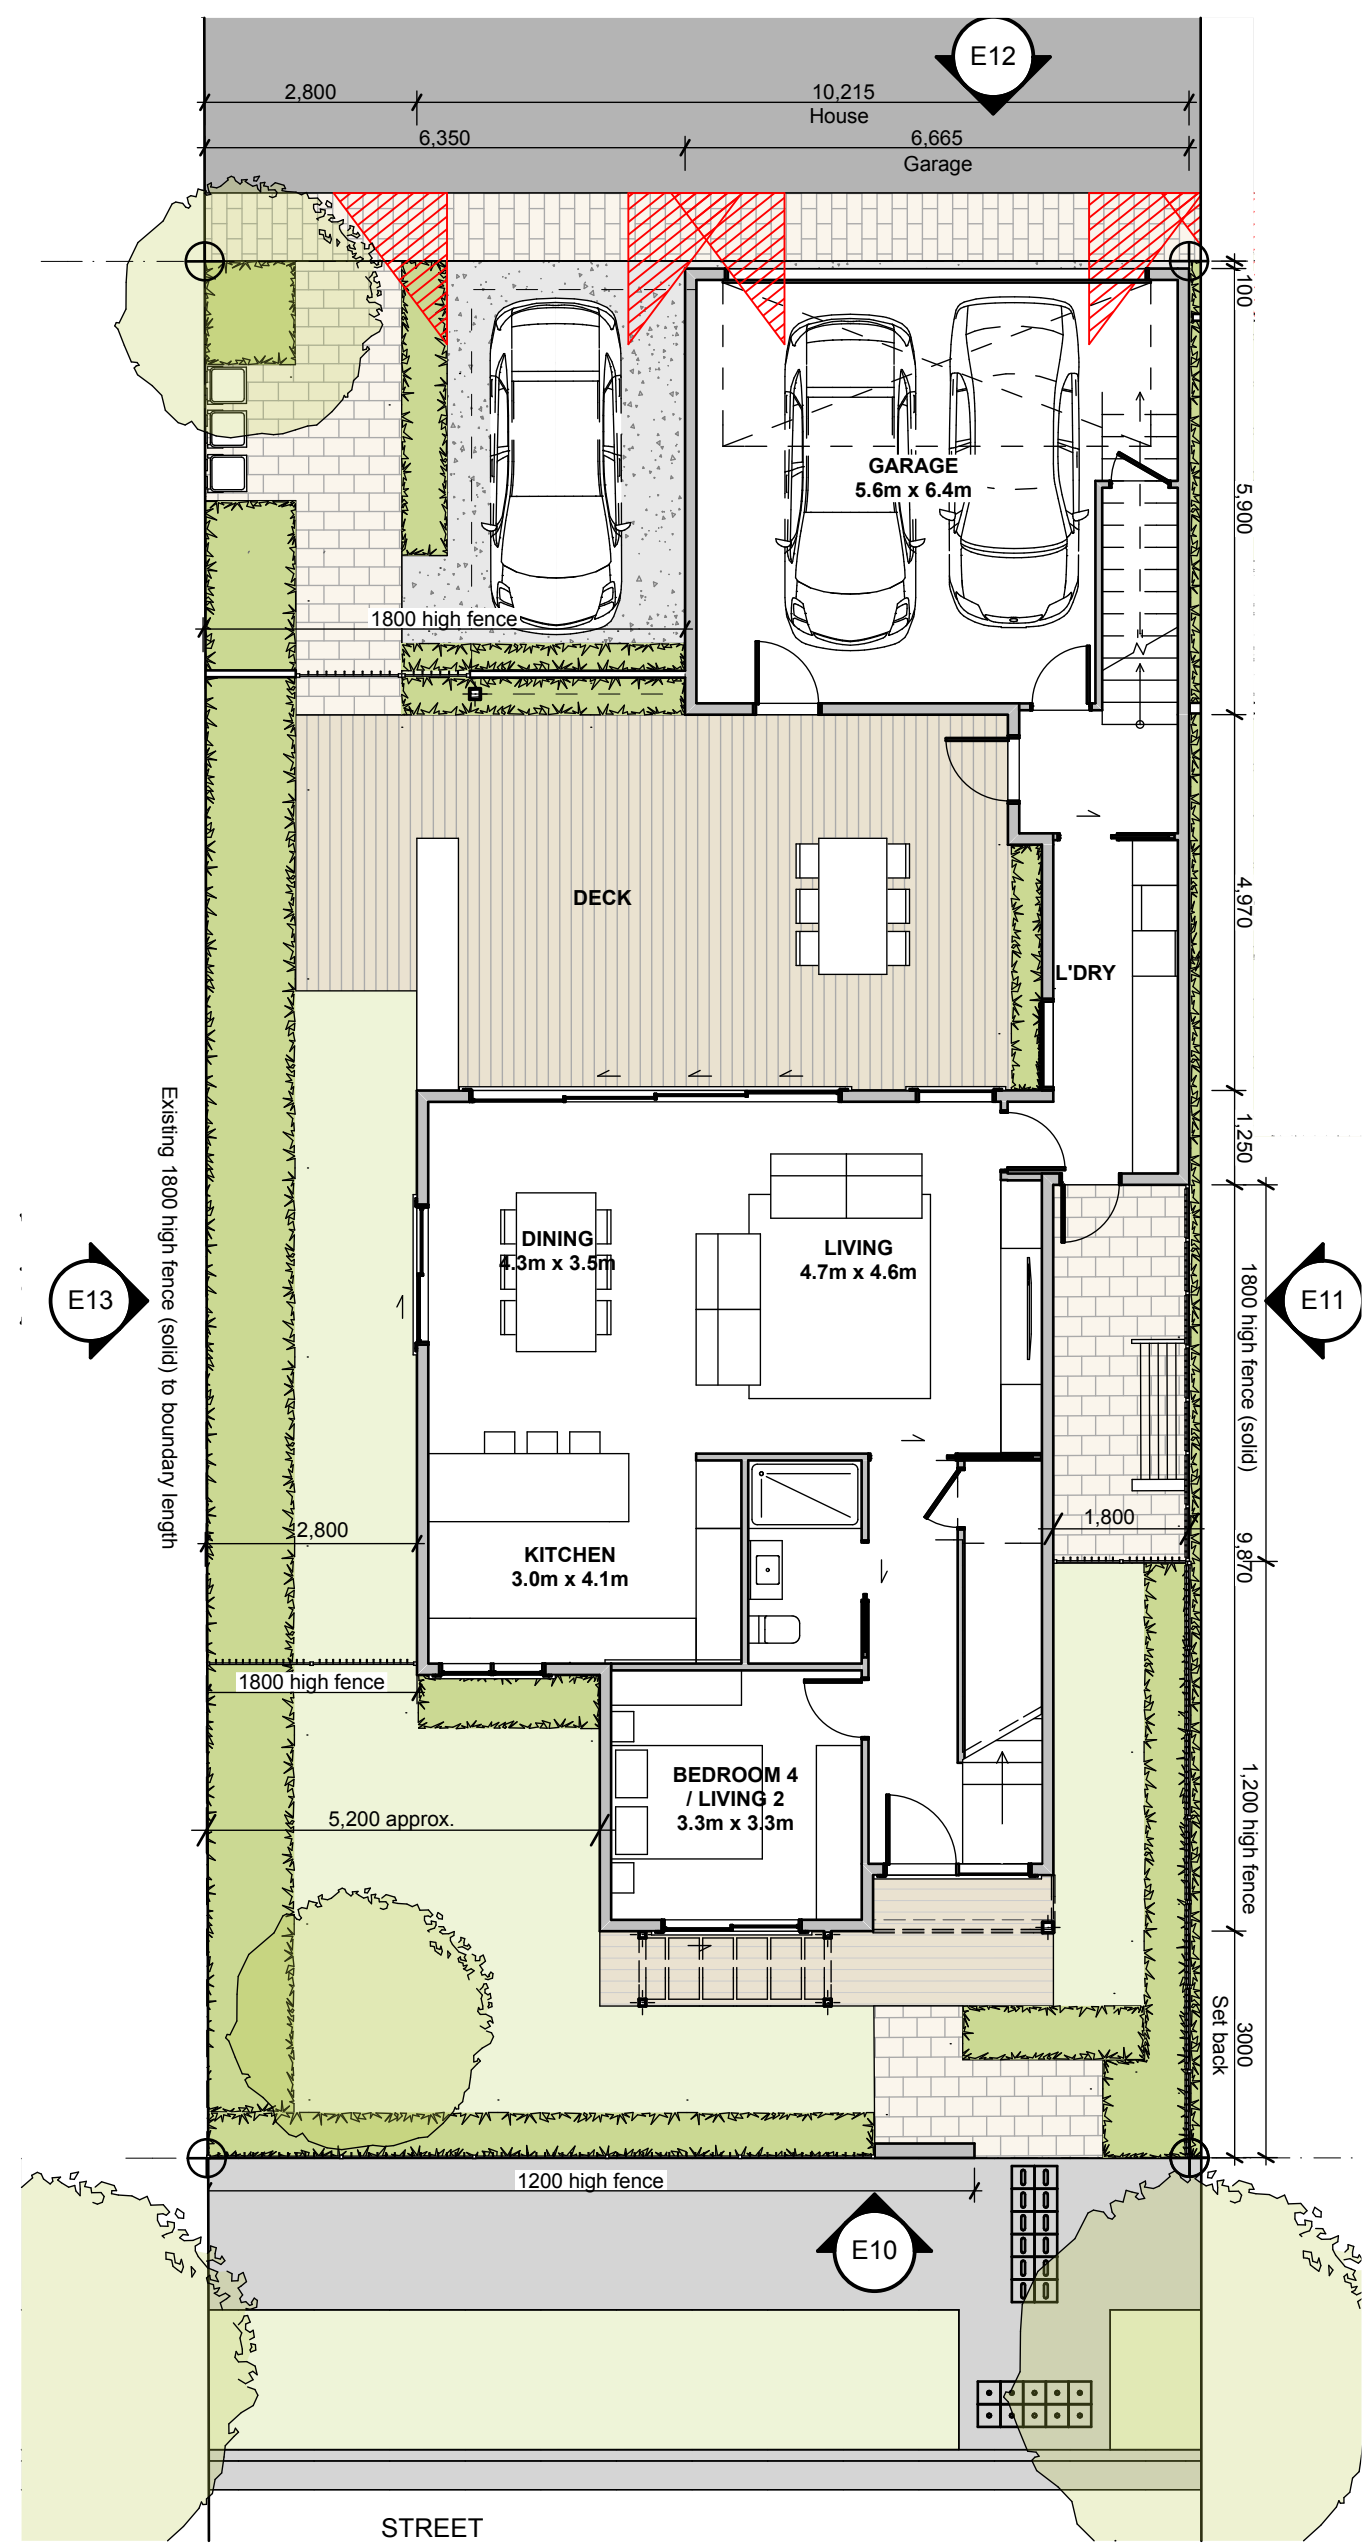 E12
2,800
10,215
House
6,350
6,665
Garage
100
GARAGE
5.6m x 6.4m
5,900
1800 high fence
DECK
4,970
L'DRY
Existing 1800 high fence (solid) to boundary length
1,250
DINING
4.3m x 3.5m
LIVING
4.7m x 4.6m
E13
E11
1800 high fence (solid)
2,800
1,800
9,870
KITCHEN
3.0m x 4.1m
1800 high fence
BEDROOM 4
/ LIVING 2
3.3m x 3.3m
5,200 approx.
1,200 high fence
Set back
3000
1200 high fence
E10
STREET